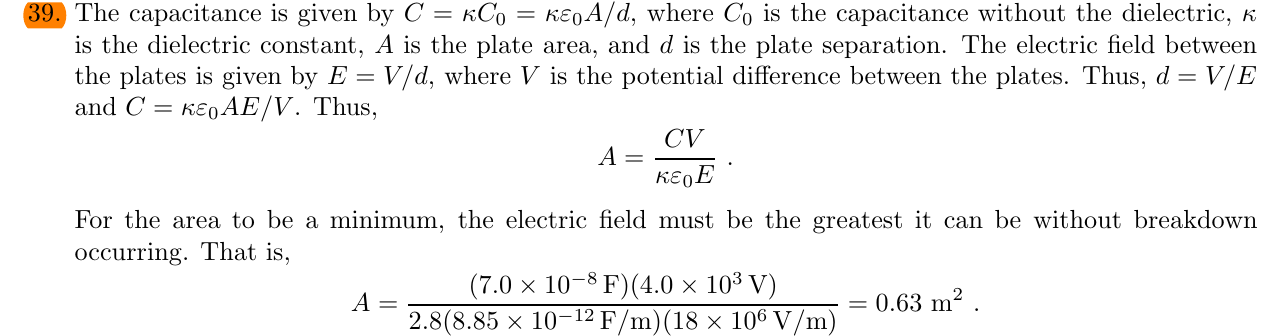 39. The capacitance is given by C = κC₀ = κε₀A/d, where C₀ is the capacitance without the dielectric, κ
is the dielectric constant, A is the plate area, and d is the plate separation. The electric field between
the plates is given by E = V/d, where V is the potential difference between the plates. Thus, d = V/E
and C = κε₀AE/V. Thus,
A = CV / κε₀E .
For the area to be a minimum, the electric field must be the greatest it can be without breakdown
occurring. That is,
A = (7.0 × 10⁻⁸ F)(4.0 × 10³ V) / 2.8(8.85 × 10⁻¹² F/m)(18 × 10⁶ V/m) = 0.63 m² .